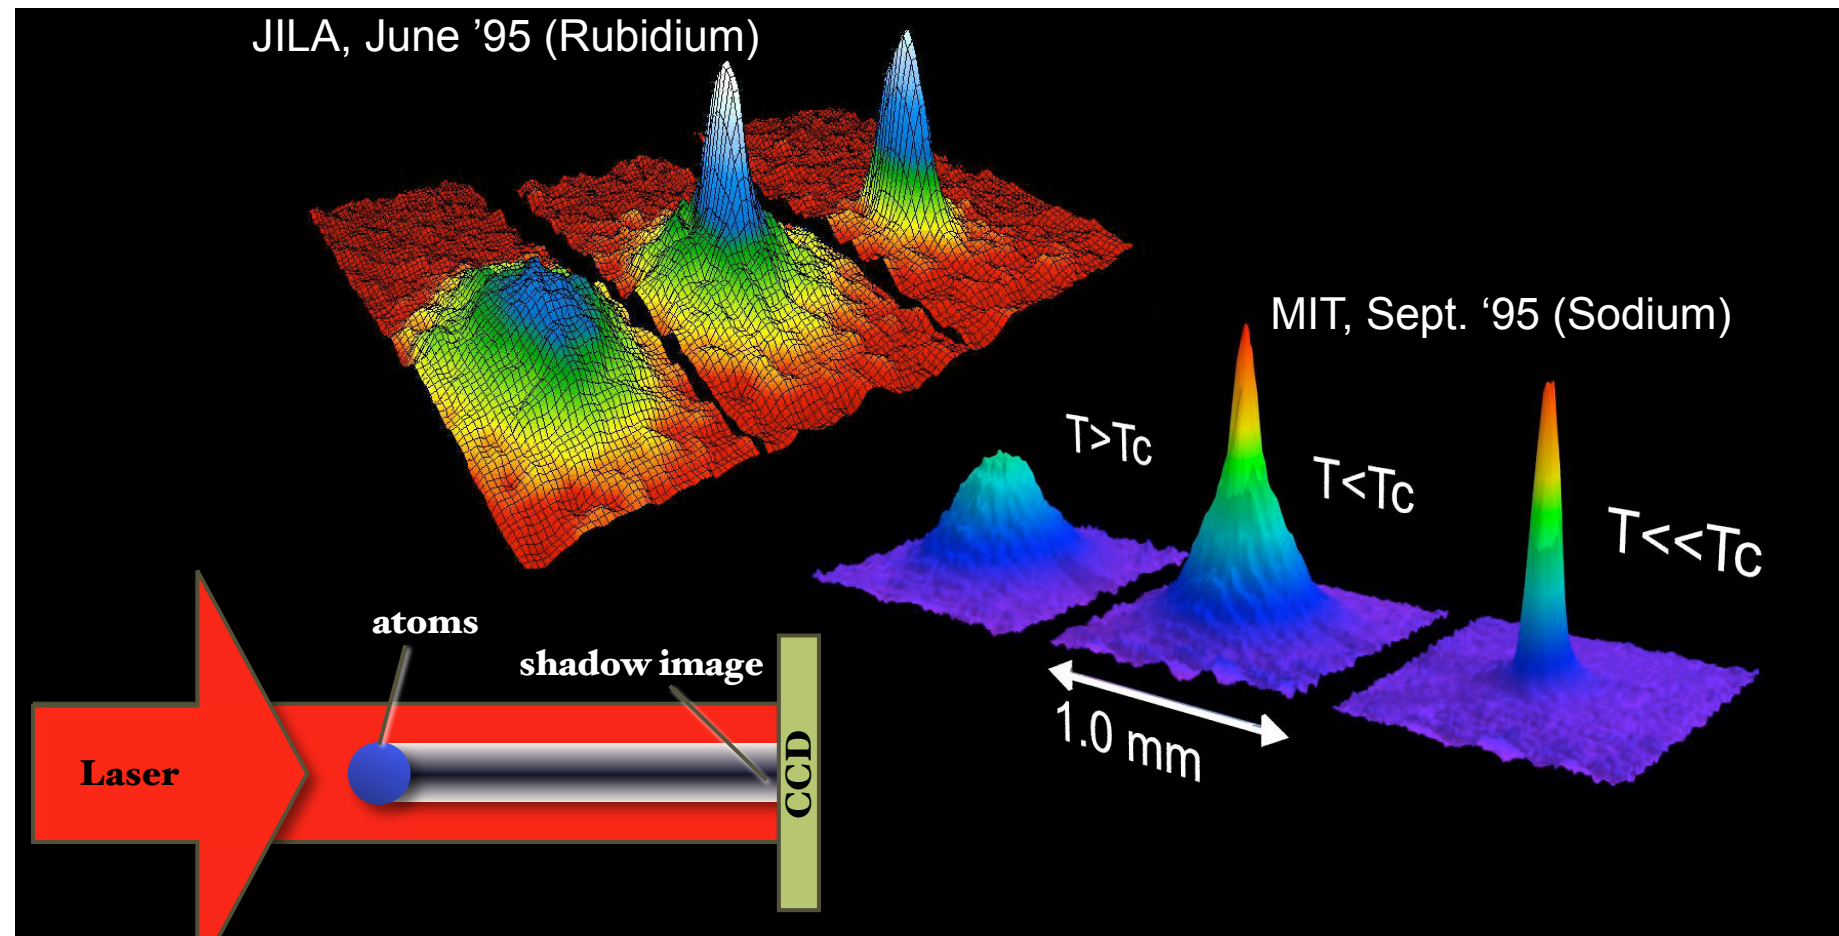 JILA, June ’95 (Rubidium)
MIT, Sept. ‘95 (Sodium)
T>Tc
T<Tc
T<<Tc
1.0 mm
atoms
shadow image
Laser
CCD